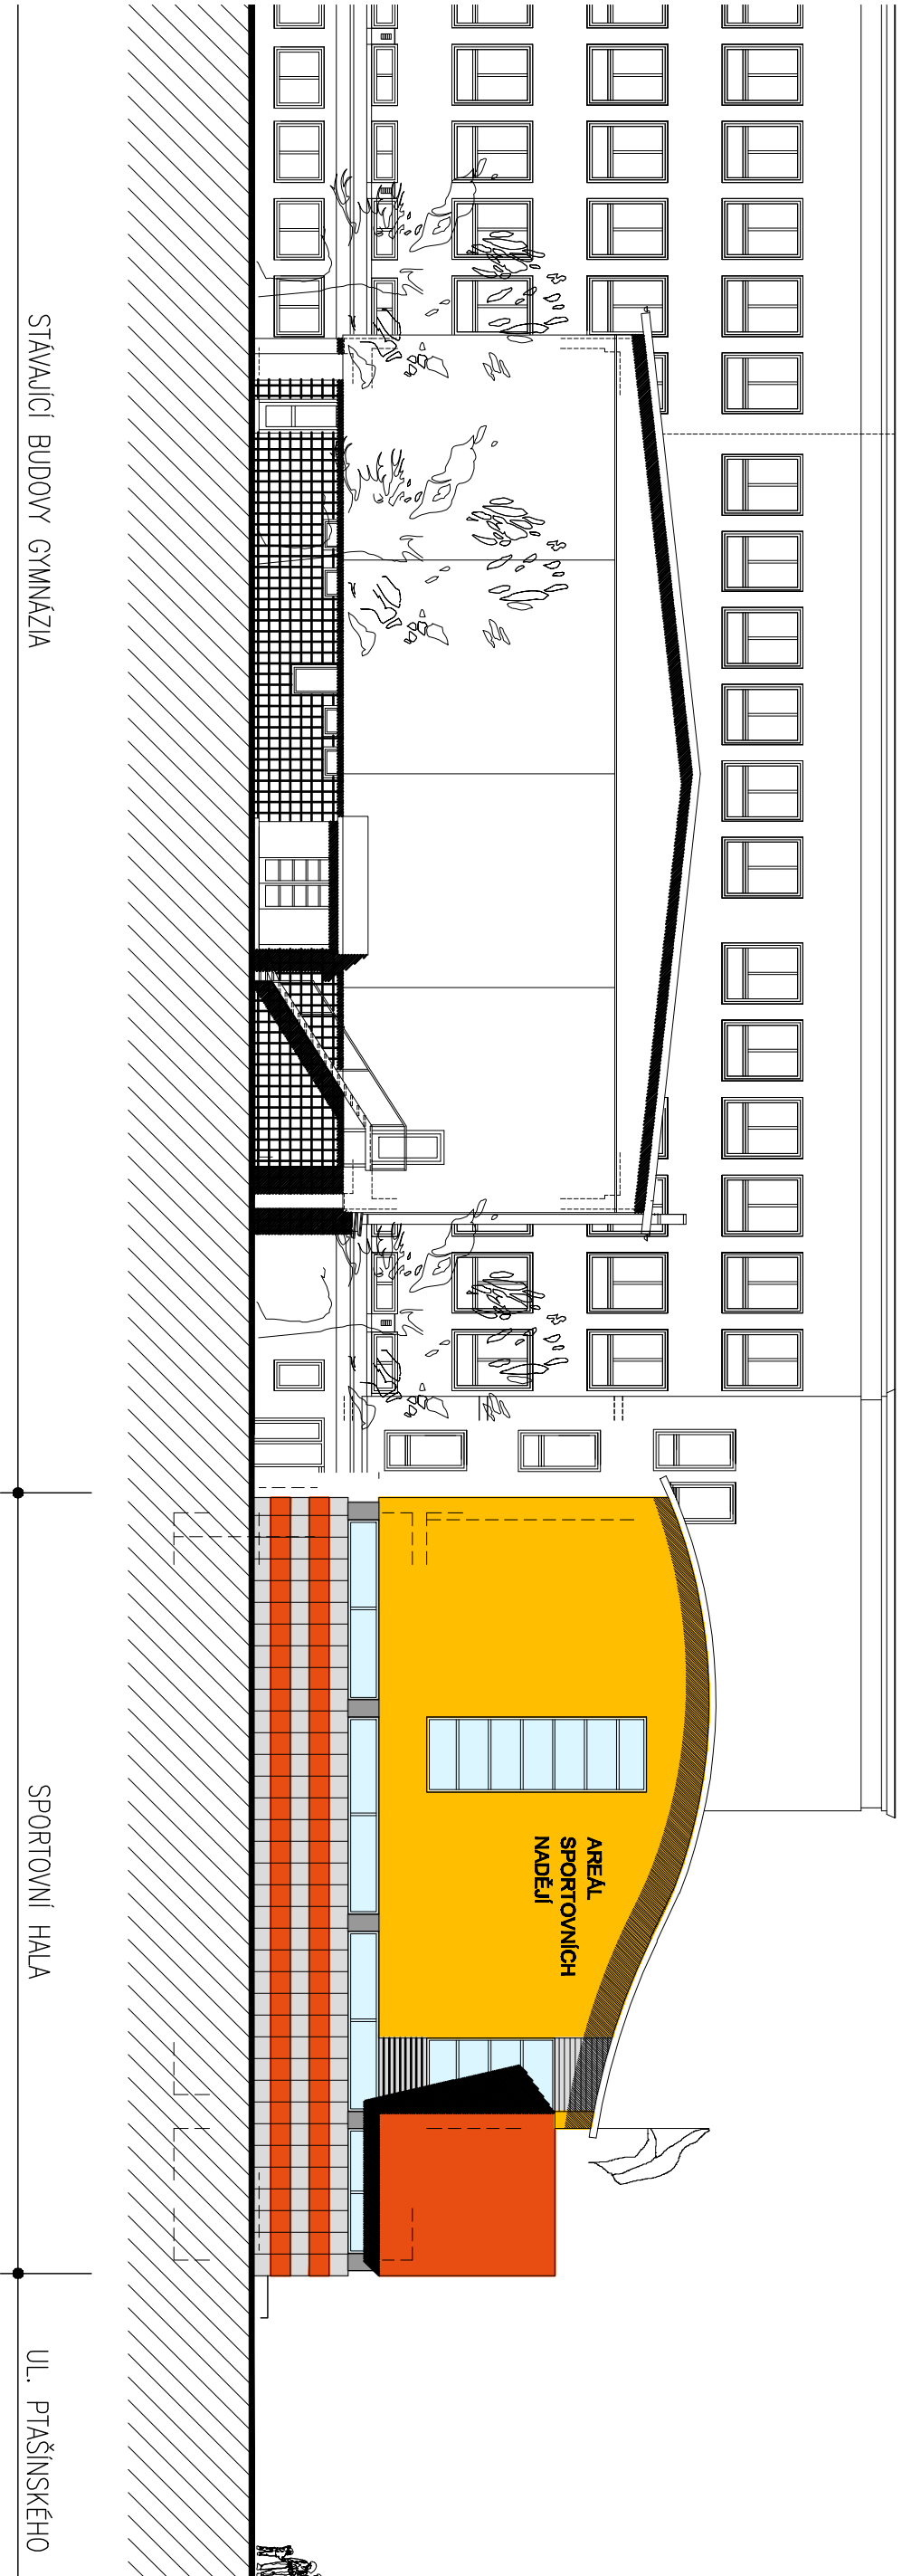 AREÁL
SPORTOVNÍCH
NADĚJÍ
STÁVAJÍCÍ BUDOVY GYMNÁZIA
SPORTOVNÍ HALA
UL. PTAŠÍNSKÉHO